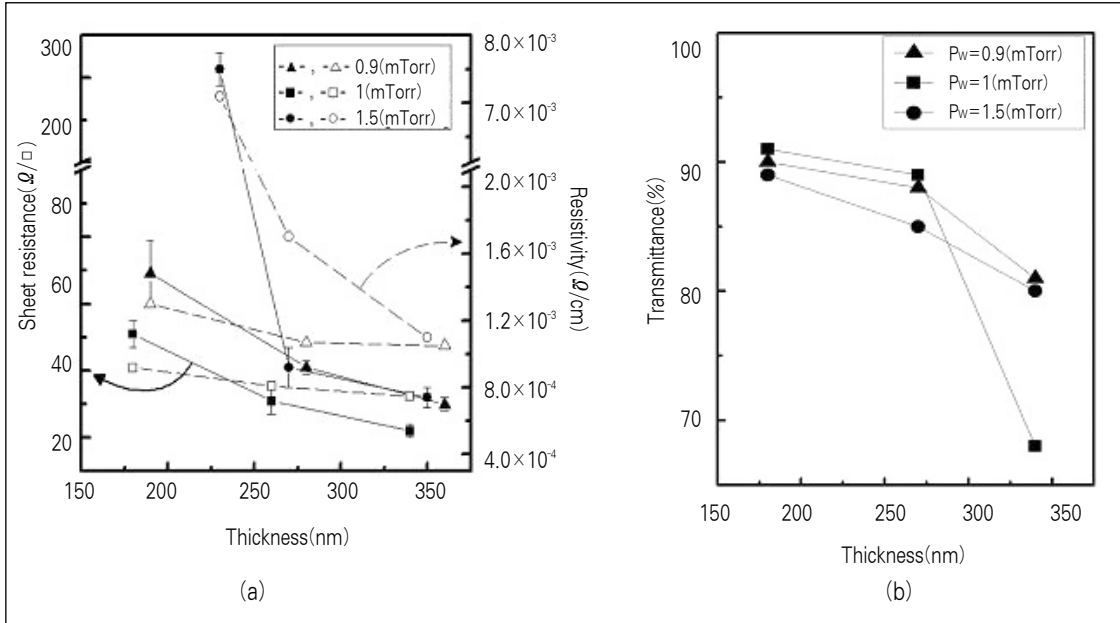 300
200
80
60
40
20
Sheet resistance(Ω/□)
▲ , △ 0.9(mTorr)
■ , □ 1(mTorr)
● , ○ 1.5(mTorr)
8.0×10⁻³
7.0×10⁻³
2.0×10⁻³
1.6×10⁻³
1.2×10⁻³
8.0×10⁻⁴
4.0×10⁻⁴
Resistivity(Ω/cm)
150 200 250 300 350
Thickness(nm)
(a)
100
90
80
70
Transmittance(%)
Pw=0.9(mTorr)
Pw=1(mTorr)
Pw=1.5(mTorr)
150 200 250 300 350
Thickness(nm)
(b)